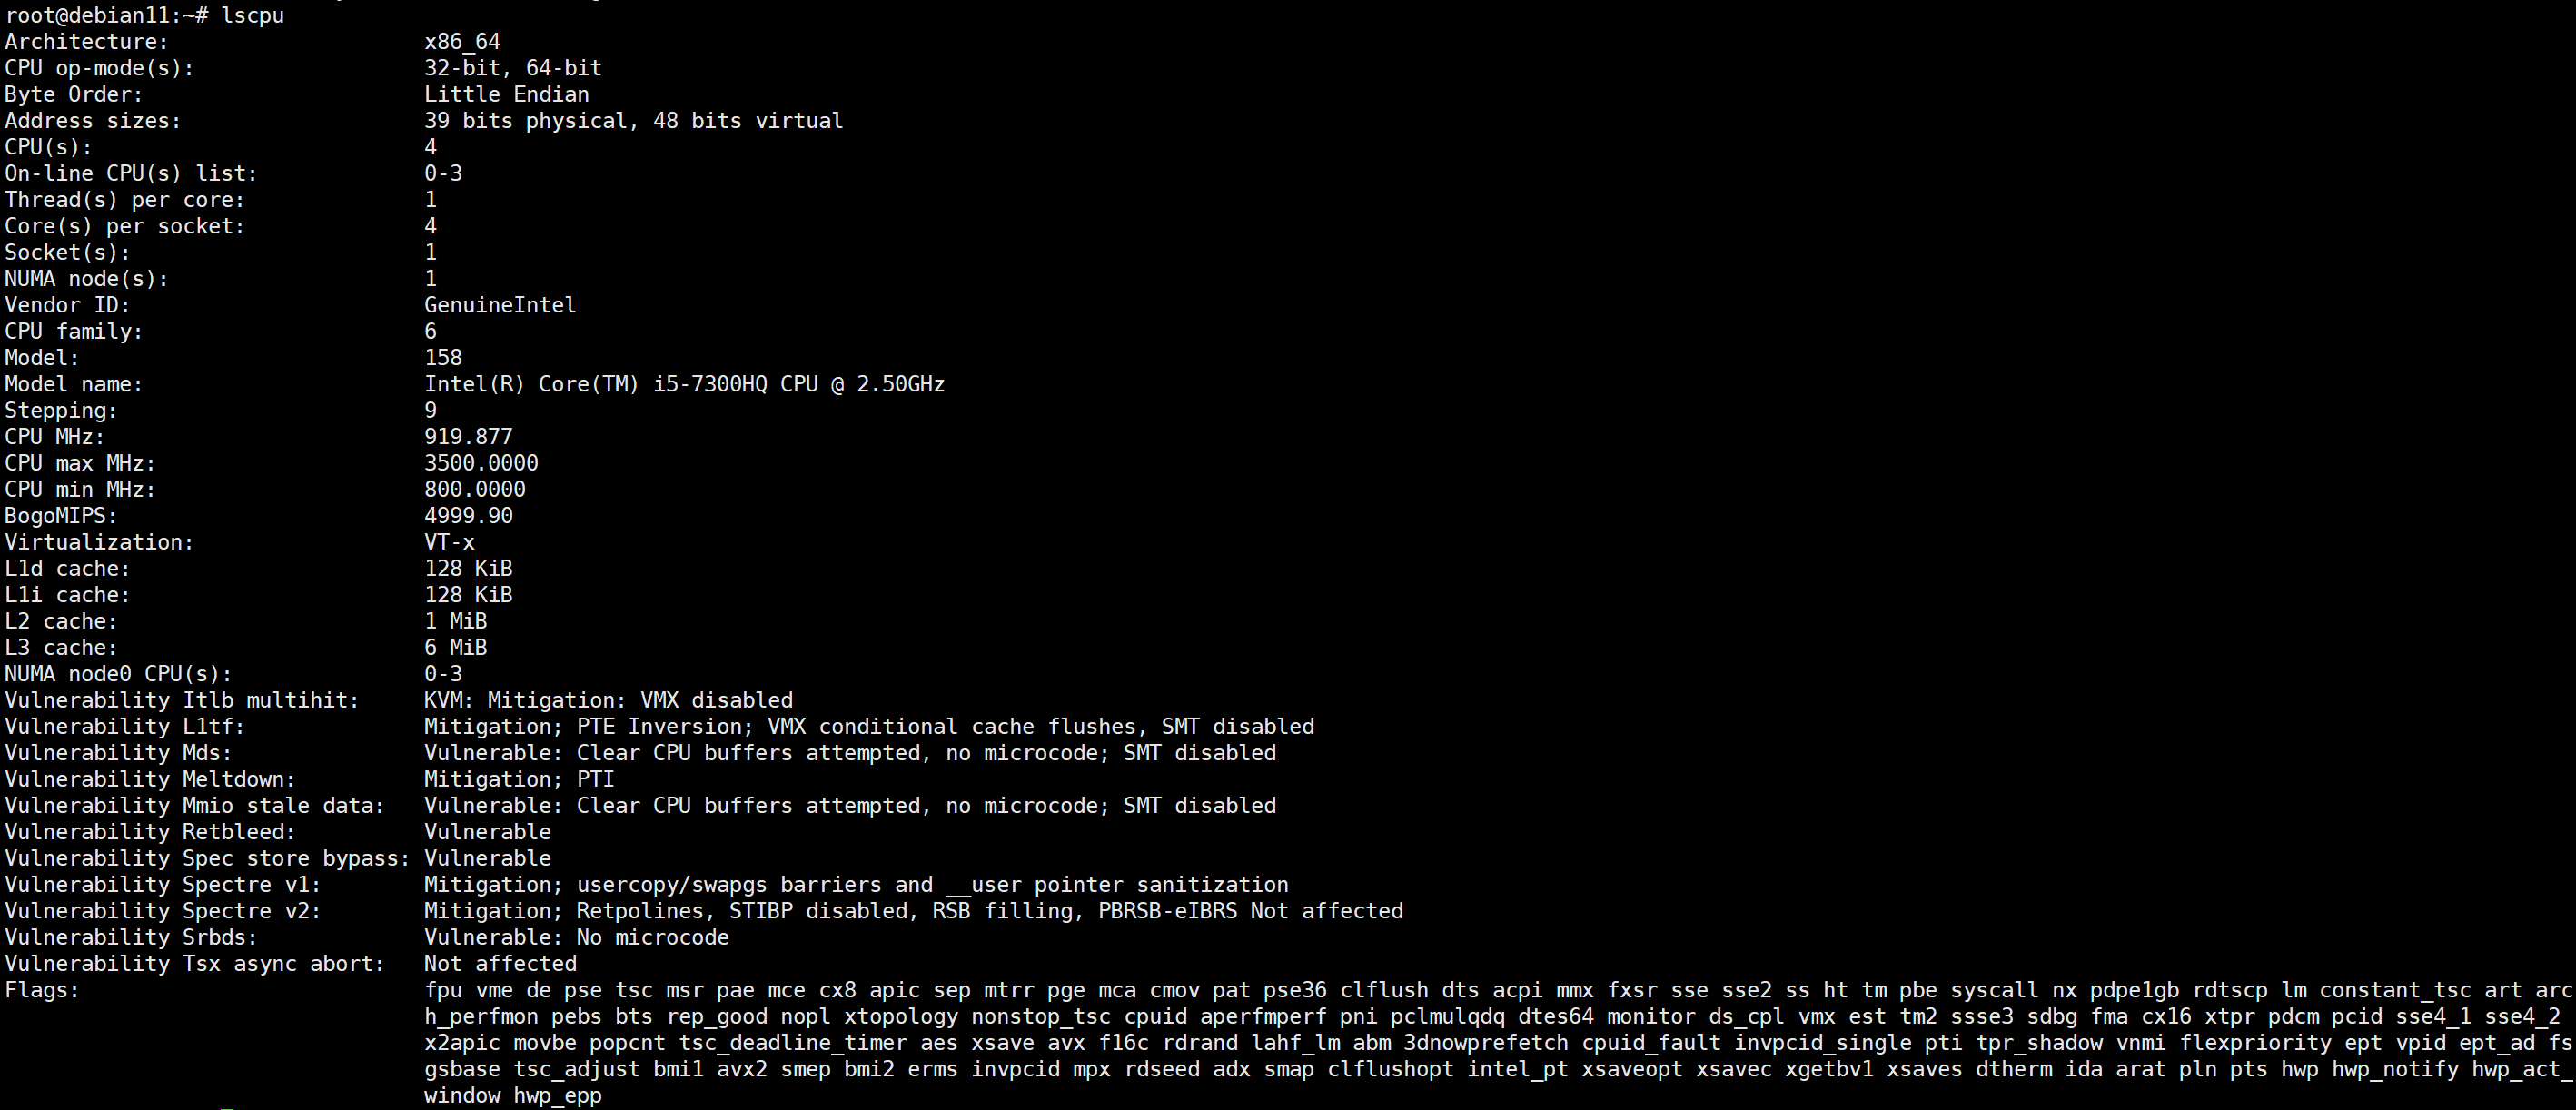 root@debian11:~# lscpu
Architecture:                    x86_64
CPU op-mode(s):                  32-bit, 64-bit
Byte Order:                      Little Endian
Address sizes:                   39 bits physical, 48 bits virtual
CPU(s):                          4
On-line CPU(s) list:             0-3
Thread(s) per core:              1
Core(s) per socket:              4
Socket(s):                       1
NUMA node(s):                    1
Vendor ID:                       GenuineIntel
CPU family:                      6
Model:                           158
Model name:                      Intel(R) Core(TM) i5-7300HQ CPU @ 2.50GHz
Stepping:                        9
CPU MHz:                         919.877
CPU max MHz:                     3500.0000
CPU min MHz:                     800.0000
BogoMIPS:                        4999.90
Virtualization:                  VT-x
L1d cache:                       128 KiB
L1i cache:                       128 KiB
L2 cache:                        1 MiB
L3 cache:                        6 MiB
NUMA node0 CPU(s):               0-3
Vulnerability Itlb multihit:     KVM: Mitigation: VMX disabled
Vulnerability L1tf:              Mitigation; PTE Inversion; VMX conditional cache flushes, SMT disabled
Vulnerability Mds:               Vulnerable: Clear CPU buffers attempted, no microcode; SMT disabled
Vulnerability Meltdown:          Mitigation; PTI
Vulnerability Mmio stale data:   Vulnerable: Clear CPU buffers attempted, no microcode; SMT disabled
Vulnerability Retbleed:          Vulnerable
Vulnerability Spec store bypass: Vulnerable
Vulnerability Spectre v1:        Mitigation; usercopy/swapgs barriers and __user pointer sanitization
Vulnerability Spectre v2:        Mitigation; Retpolines, STIBP disabled, RSB filling, PBRSB-eIBRS Not affected
Vulnerability Srbds:             Vulnerable: No microcode
Vulnerability Tsx async abort:   Not affected
Flags:                           fpu vme de pse tsc msr pae mce cx8 apic sep mtrr pge mca cmov pat pse36 clflush dts acpi mmx fxsr sse sse2 ss ht tm pbe syscall nx pdpe1gb rdtscp lm constant_tsc art arc
h_perfmon pebs bts rep_good nopl xtopology nonstop_tsc cpuid aperfmperf pni pclmulqdq dtes64 monitor ds_cpl vmx est tm2 ssse3 sdbg fma cx16 xtpr pdcm pcid sse4_1 sse4_2
x2apic movbe popcnt tsc_deadline_timer aes xsave avx f16c rdrand lahf_lm abm 3dnowprefetch cpuid_fault invpcid_single pti tpr_shadow vnmi flexpriority ept vpid ept_ad fs
gsbase tsc_adjust bmi1 avx2 smep bmi2 erms invpcid mpx rdseed adx smap clflushopt intel_pt xsaveopt xsavec xgetbv1 xsaves dtherm ida arat pln pts hwp hwp_notify hwp_act_
window hwp_epp